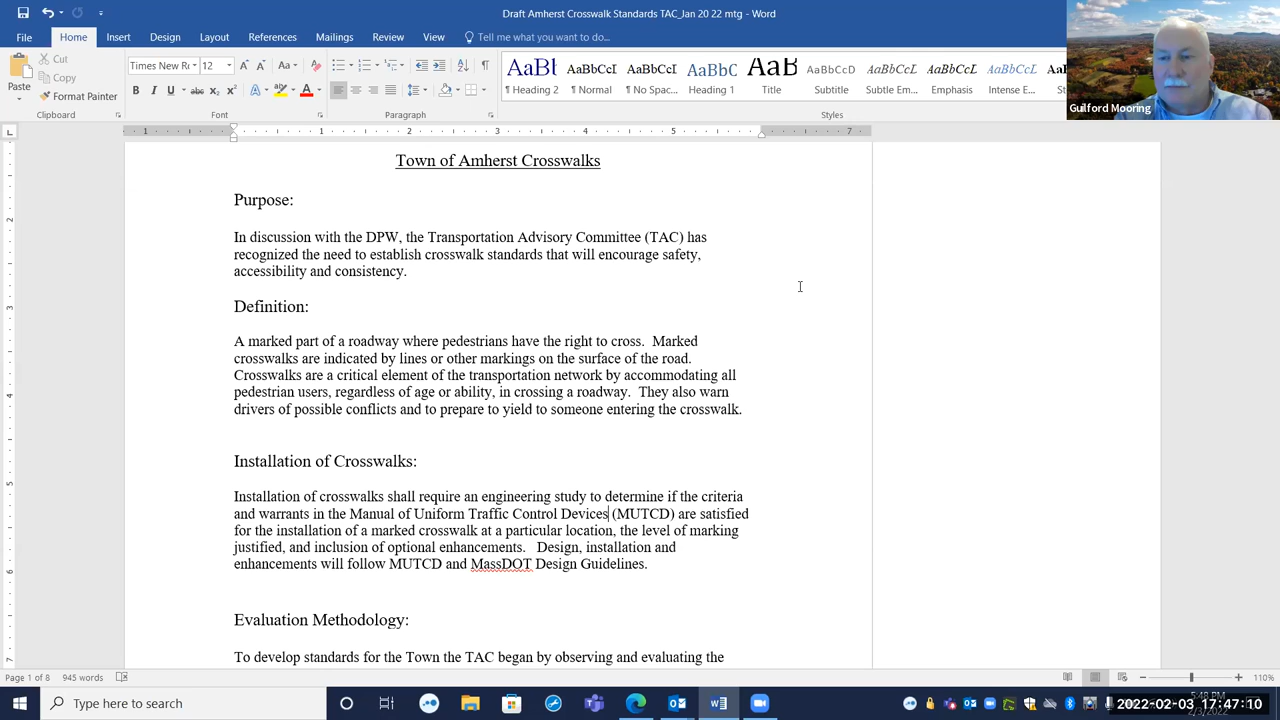 Draft Amherst Crosswalk Standards TAC_Jan 20 22 mtg - Word
File Home Insert Design Layout References Mailings Review View Tell me what you want to do...
Paste
Cut
Copy
Format Painter
Clipboard
Times New Ro 12
Font
Paragraph
AaBl AaBbCcI AaBbCcI AaBbC AaB AaBbCcD AaBbCcL AaBbCcL AaBbCcL
¶ Heading 2 ¶ Normal ¶ No Spac... Heading 1 Title Subtitle Subtle Em... Emphasis Intense E...
Styles
Guilford Mooring
Town of Amherst Crosswalks
Purpose:
In discussion with the DPW, the Transportation Advisory Committee (TAC) has
recognized the need to establish crosswalk standards that will encourage safety,
accessibility and consistency.
Definition:
A marked part of a roadway where pedestrians have the right to cross. Marked
crosswalks are indicated by lines or other markings on the surface of the road.
Crosswalks are a critical element of the transportation network by accommodating all
pedestrian users, regardless of age or ability, in crossing a roadway. They also warn
drivers of possible conflicts and to prepare to yield to someone entering the crosswalk.
Installation of Crosswalks:
Installation of crosswalks shall require an engineering study to determine if the criteria
and warrants in the Manual of Uniform Traffic Control Devices (MUTCD) are satisfied
for the installation of a marked crosswalk at a particular location, the level of marking
justified, and inclusion of optional enhancements. Design, installation and
enhancements will follow MUTCD and MassDOT Design Guidelines.
Evaluation Methodology:
To develop standards for the Town the TAC began by observing and evaluating the
Page 1 of 8 945 words 110%
Type here to search
5:48 PM
2022-02-03 17:47:10
2/3/2022